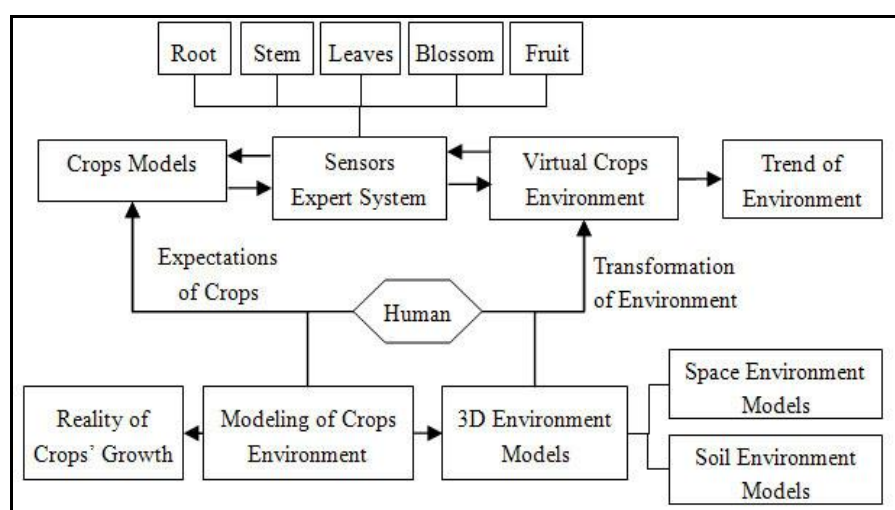 Root
Stem
Leaves
Blossom
Fruit
Crops Models
Sensors
Expert System
Virtual Crops
Environment
Trend of
Environment
Expectations
of Crops
Human
Transformation
of Environment
Reality of
Crops' Growth
Modeling of Crops
Environment
3D Environment
Models
Space Environment
Models
Soil Environment
Models